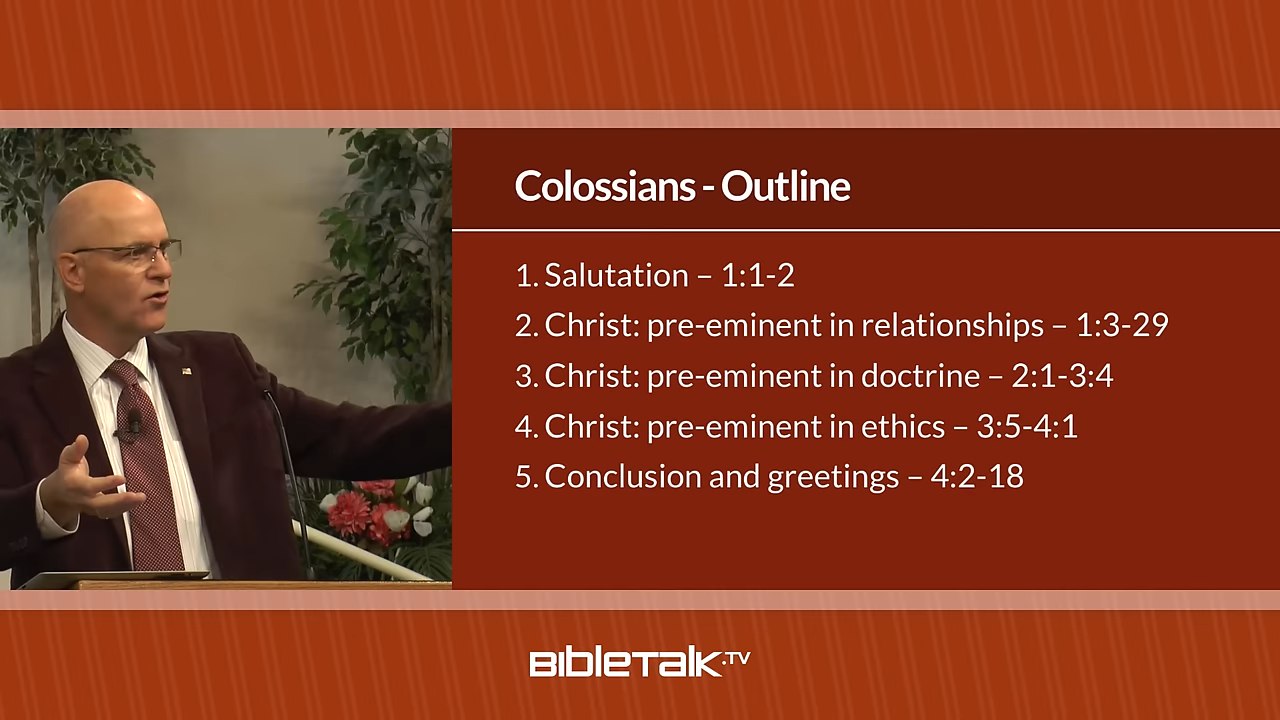 Colossians - Outline
1. Salutation – 1:1-2
2. Christ: pre-eminent in relationships – 1:3-29
3. Christ: pre-eminent in doctrine – 2:1-3:4
4. Christ: pre-eminent in ethics – 3:5-4:1
5. Conclusion and greetings – 4:2-18
BibleTalk.TV